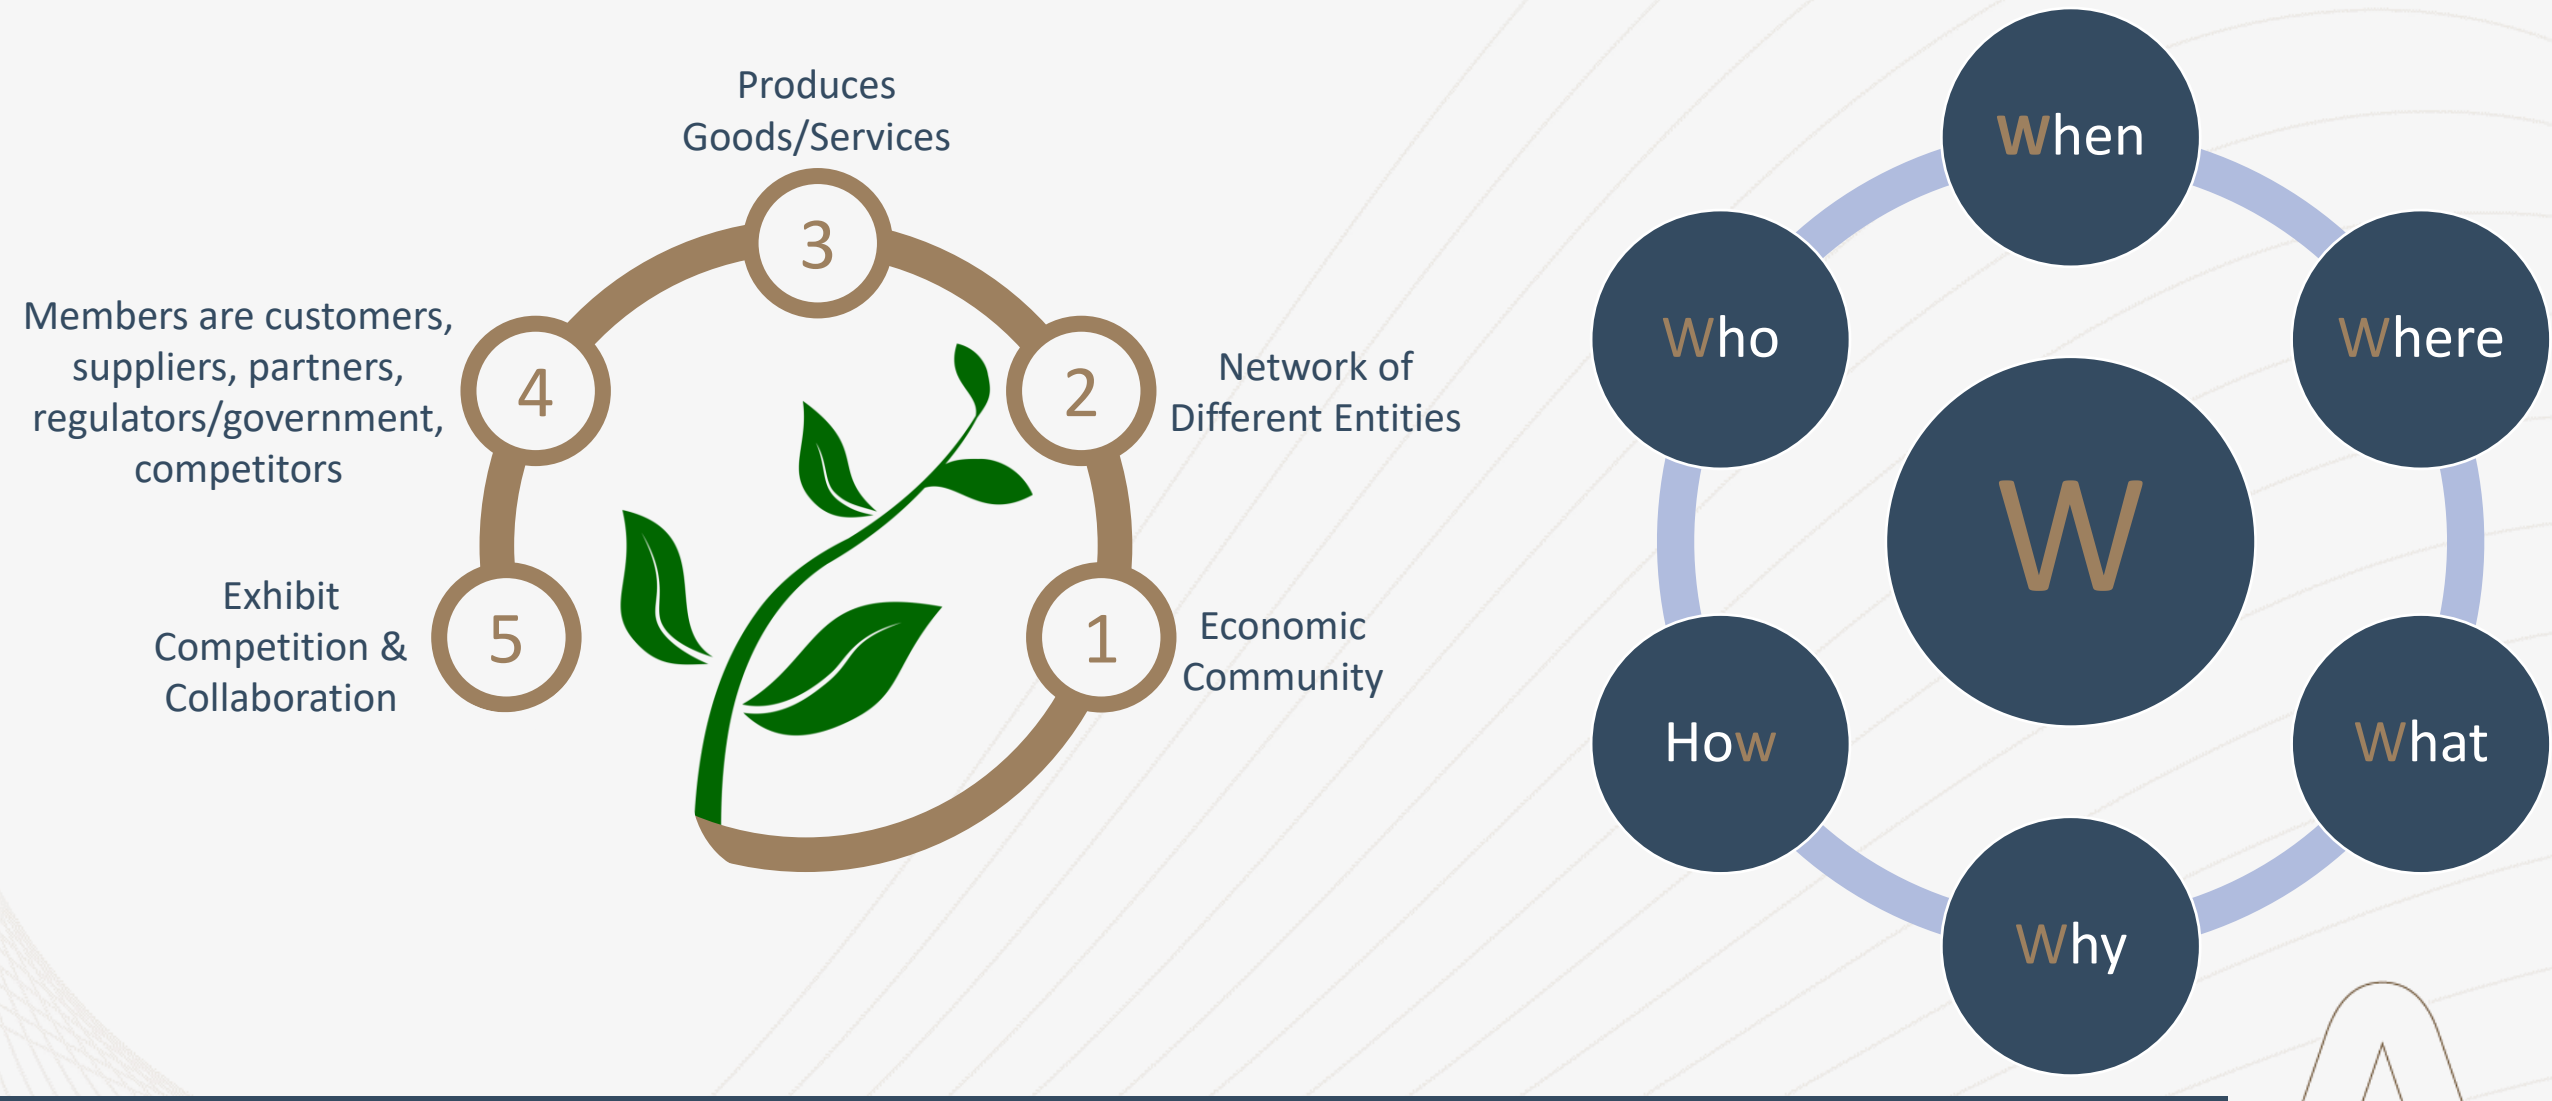 Produces
Goods/Services
3
Members are customers,
suppliers, partners,
regulators/government,
competitors
4
2
Network of
Different Entities
Exhibit
Competition &
Collaboration
5
1
Economic
Community
When
Who
Where
W
How
What
Why